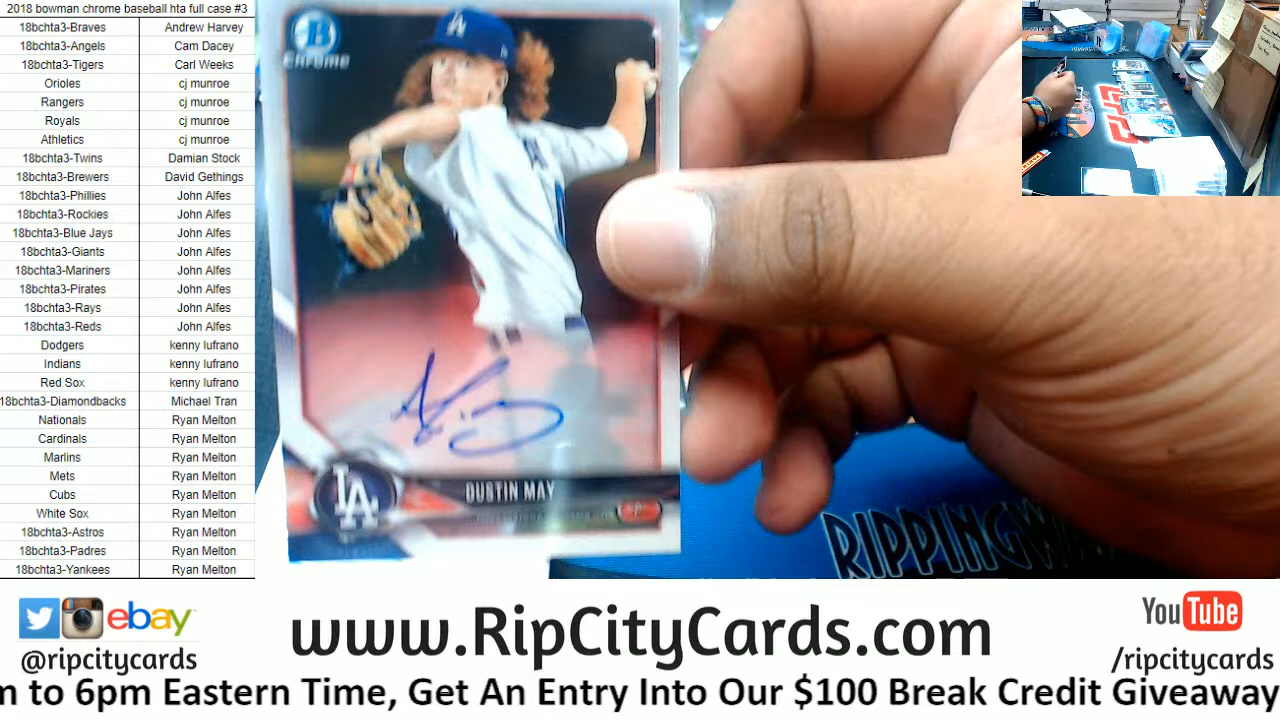 2018 bowman chrome baseball hta full case #3
18bchta3-Braves Andrew Harvey
18bchta3-Angels Cam Dacey
18bchta3-Tigers Carl Weeks
Orioles cj munroe
Rangers cj munroe
Royals cj munroe
Athletics cj munroe
18bchta3-Twins Damian Stock
18bchta3-Brewers David Gethings
18bchta3-Phillies John Alfes
18bchta3-Rockies John Alfes
18bchta3-Blue Jays John Alfes
18bchta3-Giants John Alfes
18bchta3-Mariners John Alfes
18bchta3-Pirates John Alfes
18bchta3-Rays John Alfes
18bchta3-Reds John Alfes
Dodgers kenny lufrano
Indians kenny lufrano
Red Sox kenny lufrano
18bchta3-Diamondbacks Michael Tran
Nationals Ryan Melton
Cardinals Ryan Melton
Marlins Ryan Melton
Mets Ryan Melton
Cubs Ryan Melton
White Sox Ryan Melton
18bchta3-Astros Ryan Melton
18bchta3-Padres Ryan Melton
18bchta3-Yankees Ryan Melton
B
Chrome
LA
LA
DUSTIN MAY
P
RIPPINGW
ebay
@ripcitycards
www.RipCityCards.com
YouTube
/ripcitycards
m to 6pm Eastern Time, Get An Entry Into Our $100 Break Credit Giveaway